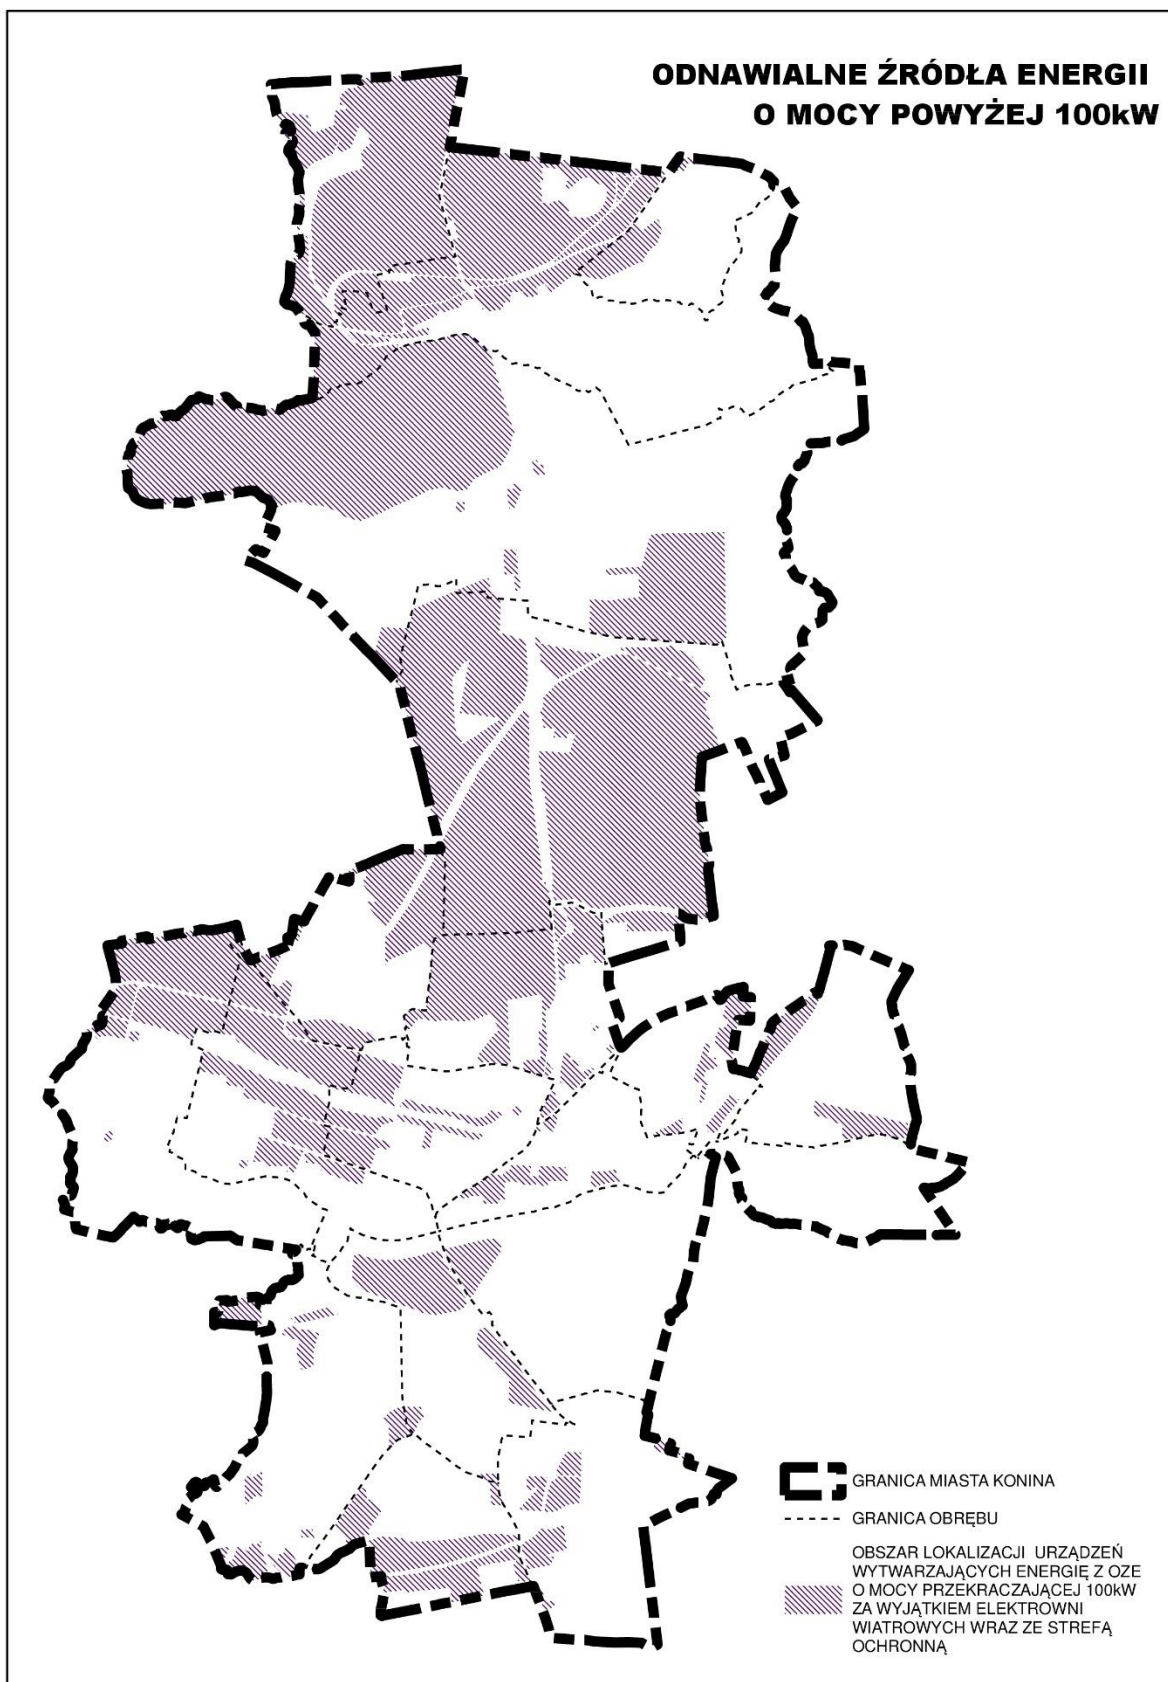 ODNAWIALNE ŹRÓDŁA ENERGII
O MOCY POWYŻEJ 100kW
GRANICA MIASTA KONINA
GRANICA OBRĘBU
OBSZAR LOKALIZACJI URZĄDZEŃ
WYTWARZAJĄCYCH ENERGIĘ Z OZE
O MOCY PRZEKRACZAJĄCEJ 100kW
ZA WYJĄTKIEM ELEKTROWNI
WIATROWYCH WRAZ ZE STREFĄ
OCHRONNĄ